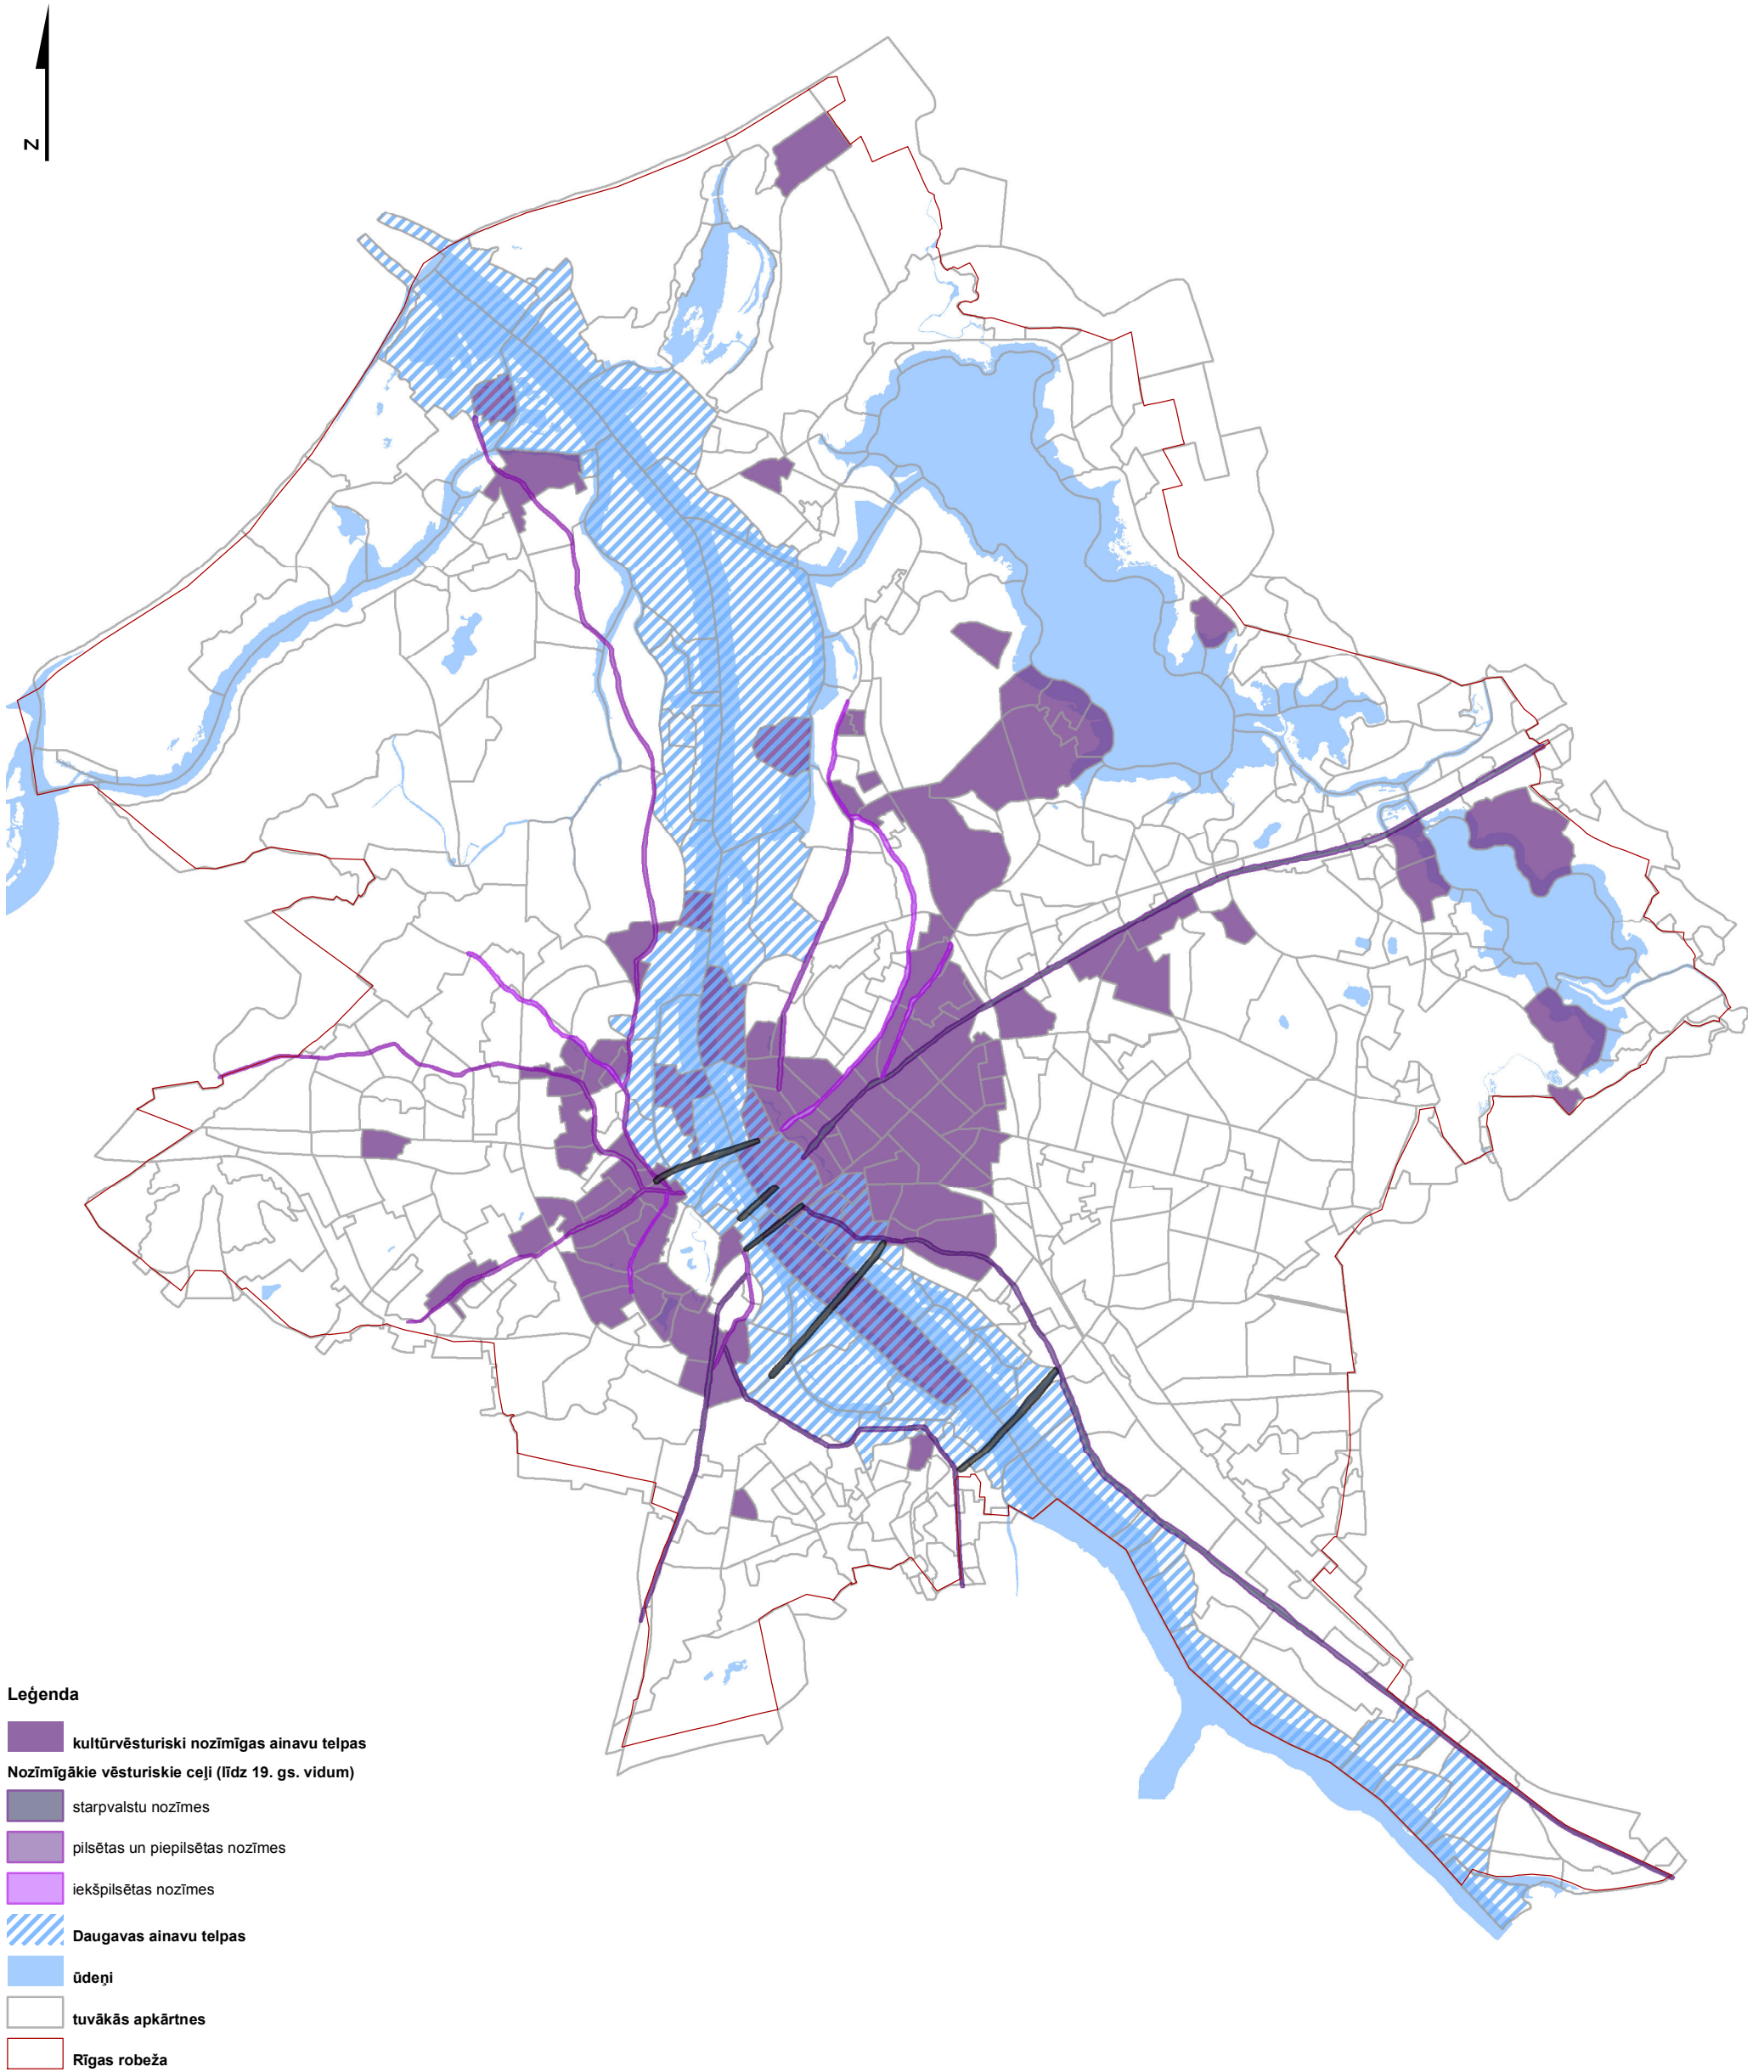 N
Leģenda
kultūrvēsturiski nozīmīgas ainavu telpas
Nozīmīgākie vēsturiskie ceļi (līdz 19. gs. vidum)
starpvalstu nozīmes
pilsētas un piepilsētas nozīmes
iekšpilsētas nozīmes
Daugavas ainavu telpas
ūdeņi
tuvākās apkārtnes
Rīgas robeža